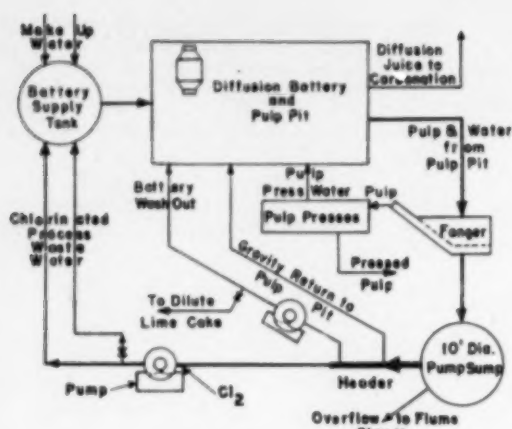 Make Up
Water
Battery
Supply
Tank
Diffusion Battery
and
Pulp Pit
Diffusion
Juice to
Carbonation
Pulp & Water
from
Pulp Pit
Battery
Wash Out
Pulp
Press Water
Pulp
Pulp Presses
Fanger
Chlorinated
Process
Waste
Water
Gravity Return to
Pulp Pit
Pressed
Pulp
To Dilute
Lime Cake
10' Dia.
Pump Sump
Header
Pump
Cl2
Overflow to Flume